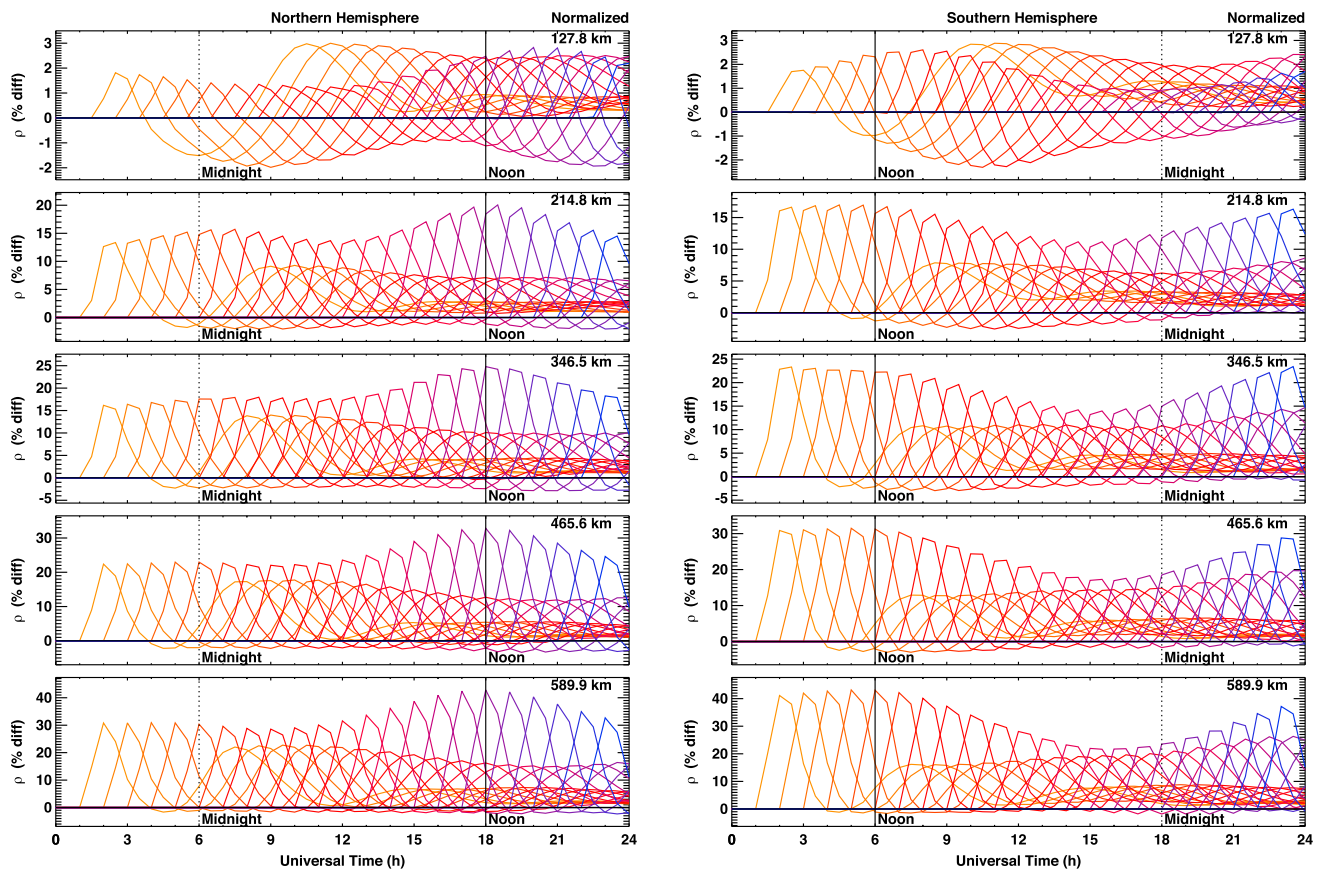 Northern Hemisphere Normalized
127.8 km
3
2
1
0
-1
-2
ρ (% diff)
Midnight Noon
214.8 km
20
15
10
5
0
ρ (% diff)
Midnight Noon
346.5 km
25
20
15
10
5
0
-5
ρ (% diff)
Midnight Noon
465.6 km
30
20
10
0
ρ (% diff)
Midnight Noon
589.9 km
40
30
20
10
0
ρ (% diff)
Midnight Noon
0 3 6 9 12 15 18 21 24
Universal Time (h)
Southern Hemisphere Normalized
127.8 km
3
2
1
0
-1
-2
ρ (% diff)
Noon Midnight
214.8 km
15
10
5
0
ρ (% diff)
Noon Midnight
346.5 km
25
20
15
10
5
0
-5
ρ (% diff)
Noon Midnight
465.6 km
30
20
10
0
ρ (% diff)
Noon Midnight
589.9 km
40
30
20
10
0
ρ (% diff)
Noon Midnight
0 3 6 9 12 15 18 21 24
Universal Time (h)